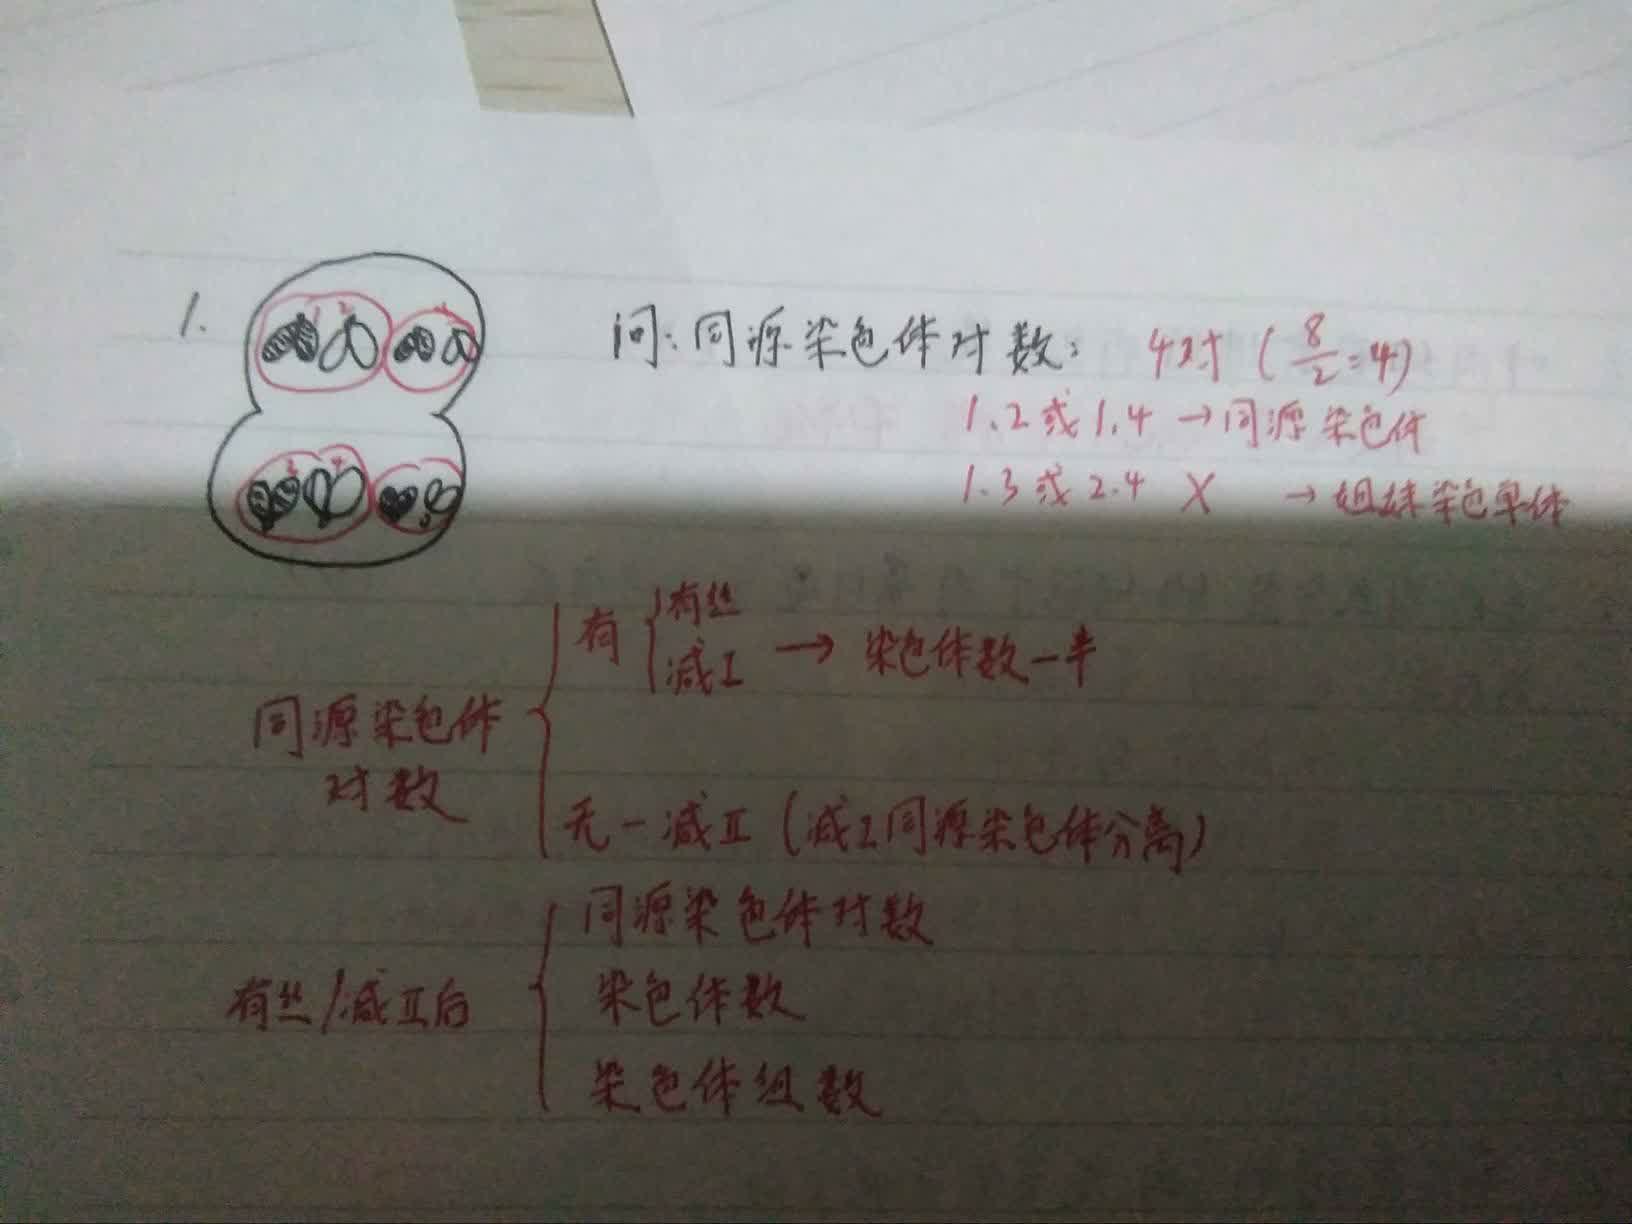 1.
1 2
3 4
问:同源染色体对数: 4对 (8/2=4)
1.2或1.4 →同源染色体
1.3或2.4 X → 姐妹染色单体
同源染色体对数
有
有丝
减I → 染色体数一半
无-减II (减I同源染色体分离)
有丝/减II后
同源染色体对数
染色体数
染色体组数